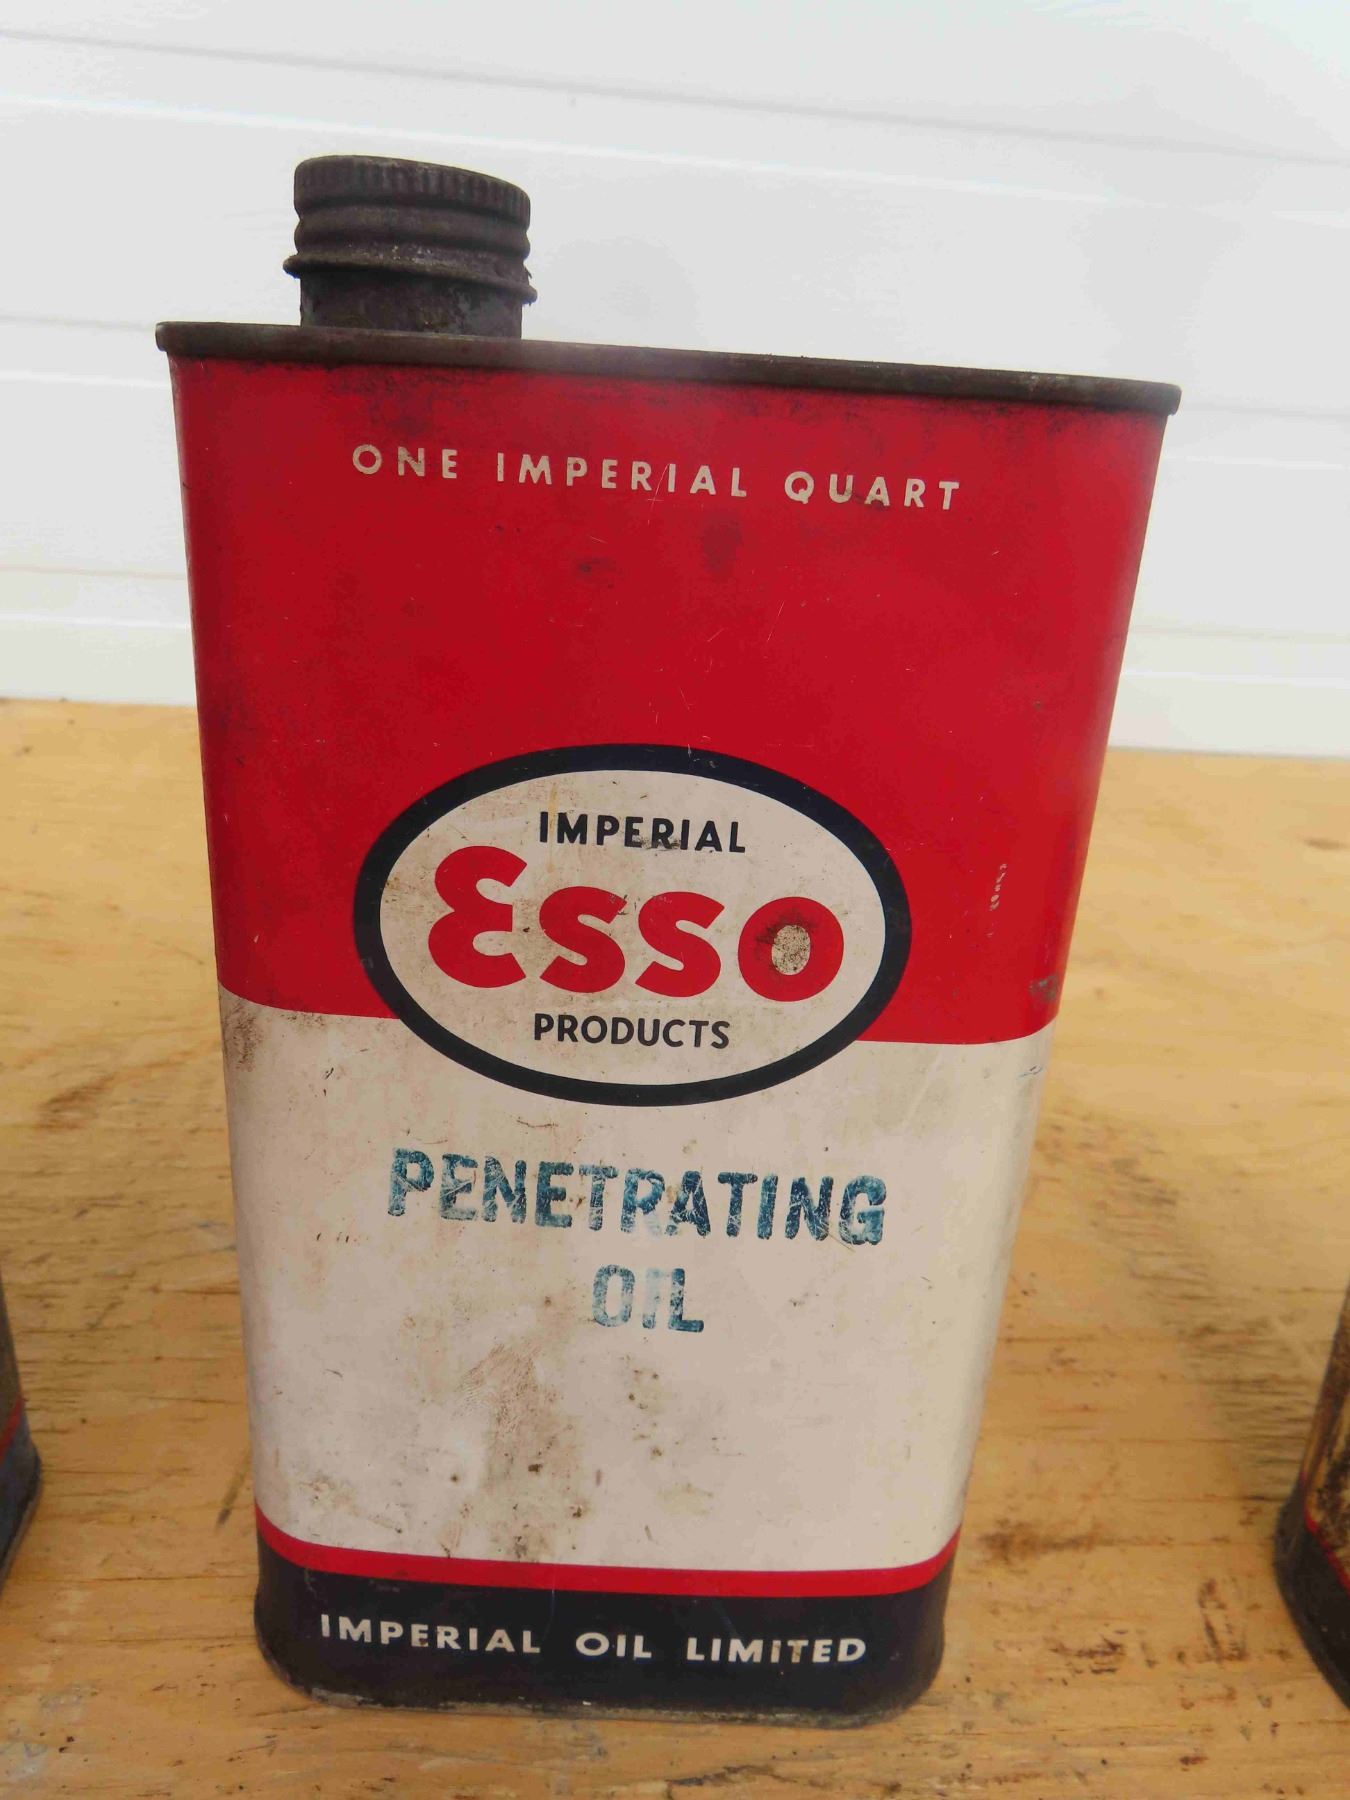 ONE IMPERIAL QUART
IMPERIAL
Esso
PRODUCTS
PENETRATING
OIL
IMPERIAL OIL LIMITED